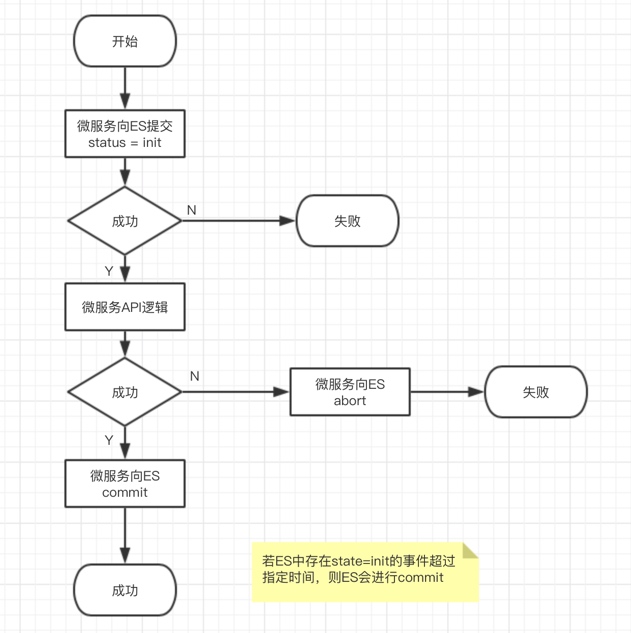 开始
微服务向ES提交
status = init
成功
N
失败
Y
微服务API逻辑
成功
N
微服务向ES
abort
失败
Y
微服务向ES
commit
若ES中存在state=init的事件超过
指定时间，则ES会进行commit
成功